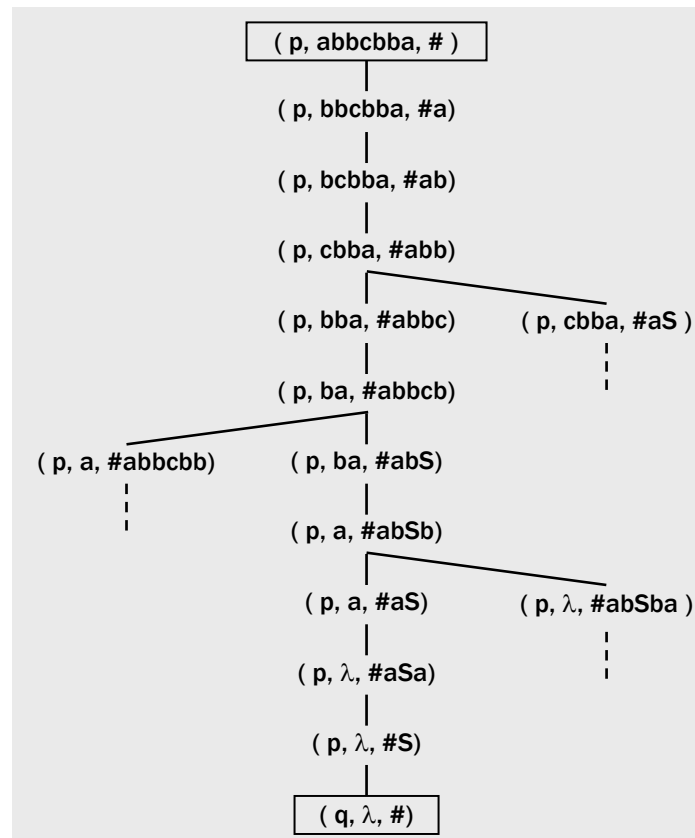 ( p, abbcbba, # )
( p, bbcbba, #a)
( p, bcbba, #ab)
( p, cbba, #abb)
( p, bba, #abbc) ( p, cbba, #aS )
( p, ba, #abbcb)
( p, a, #abbcbb) ( p, ba, #abS)
( p, a, #abSb)
( p, a, #aS) ( p, λ, #abSba )
( p, λ, #aSa)
( p, λ, #S)
( q, λ, #)